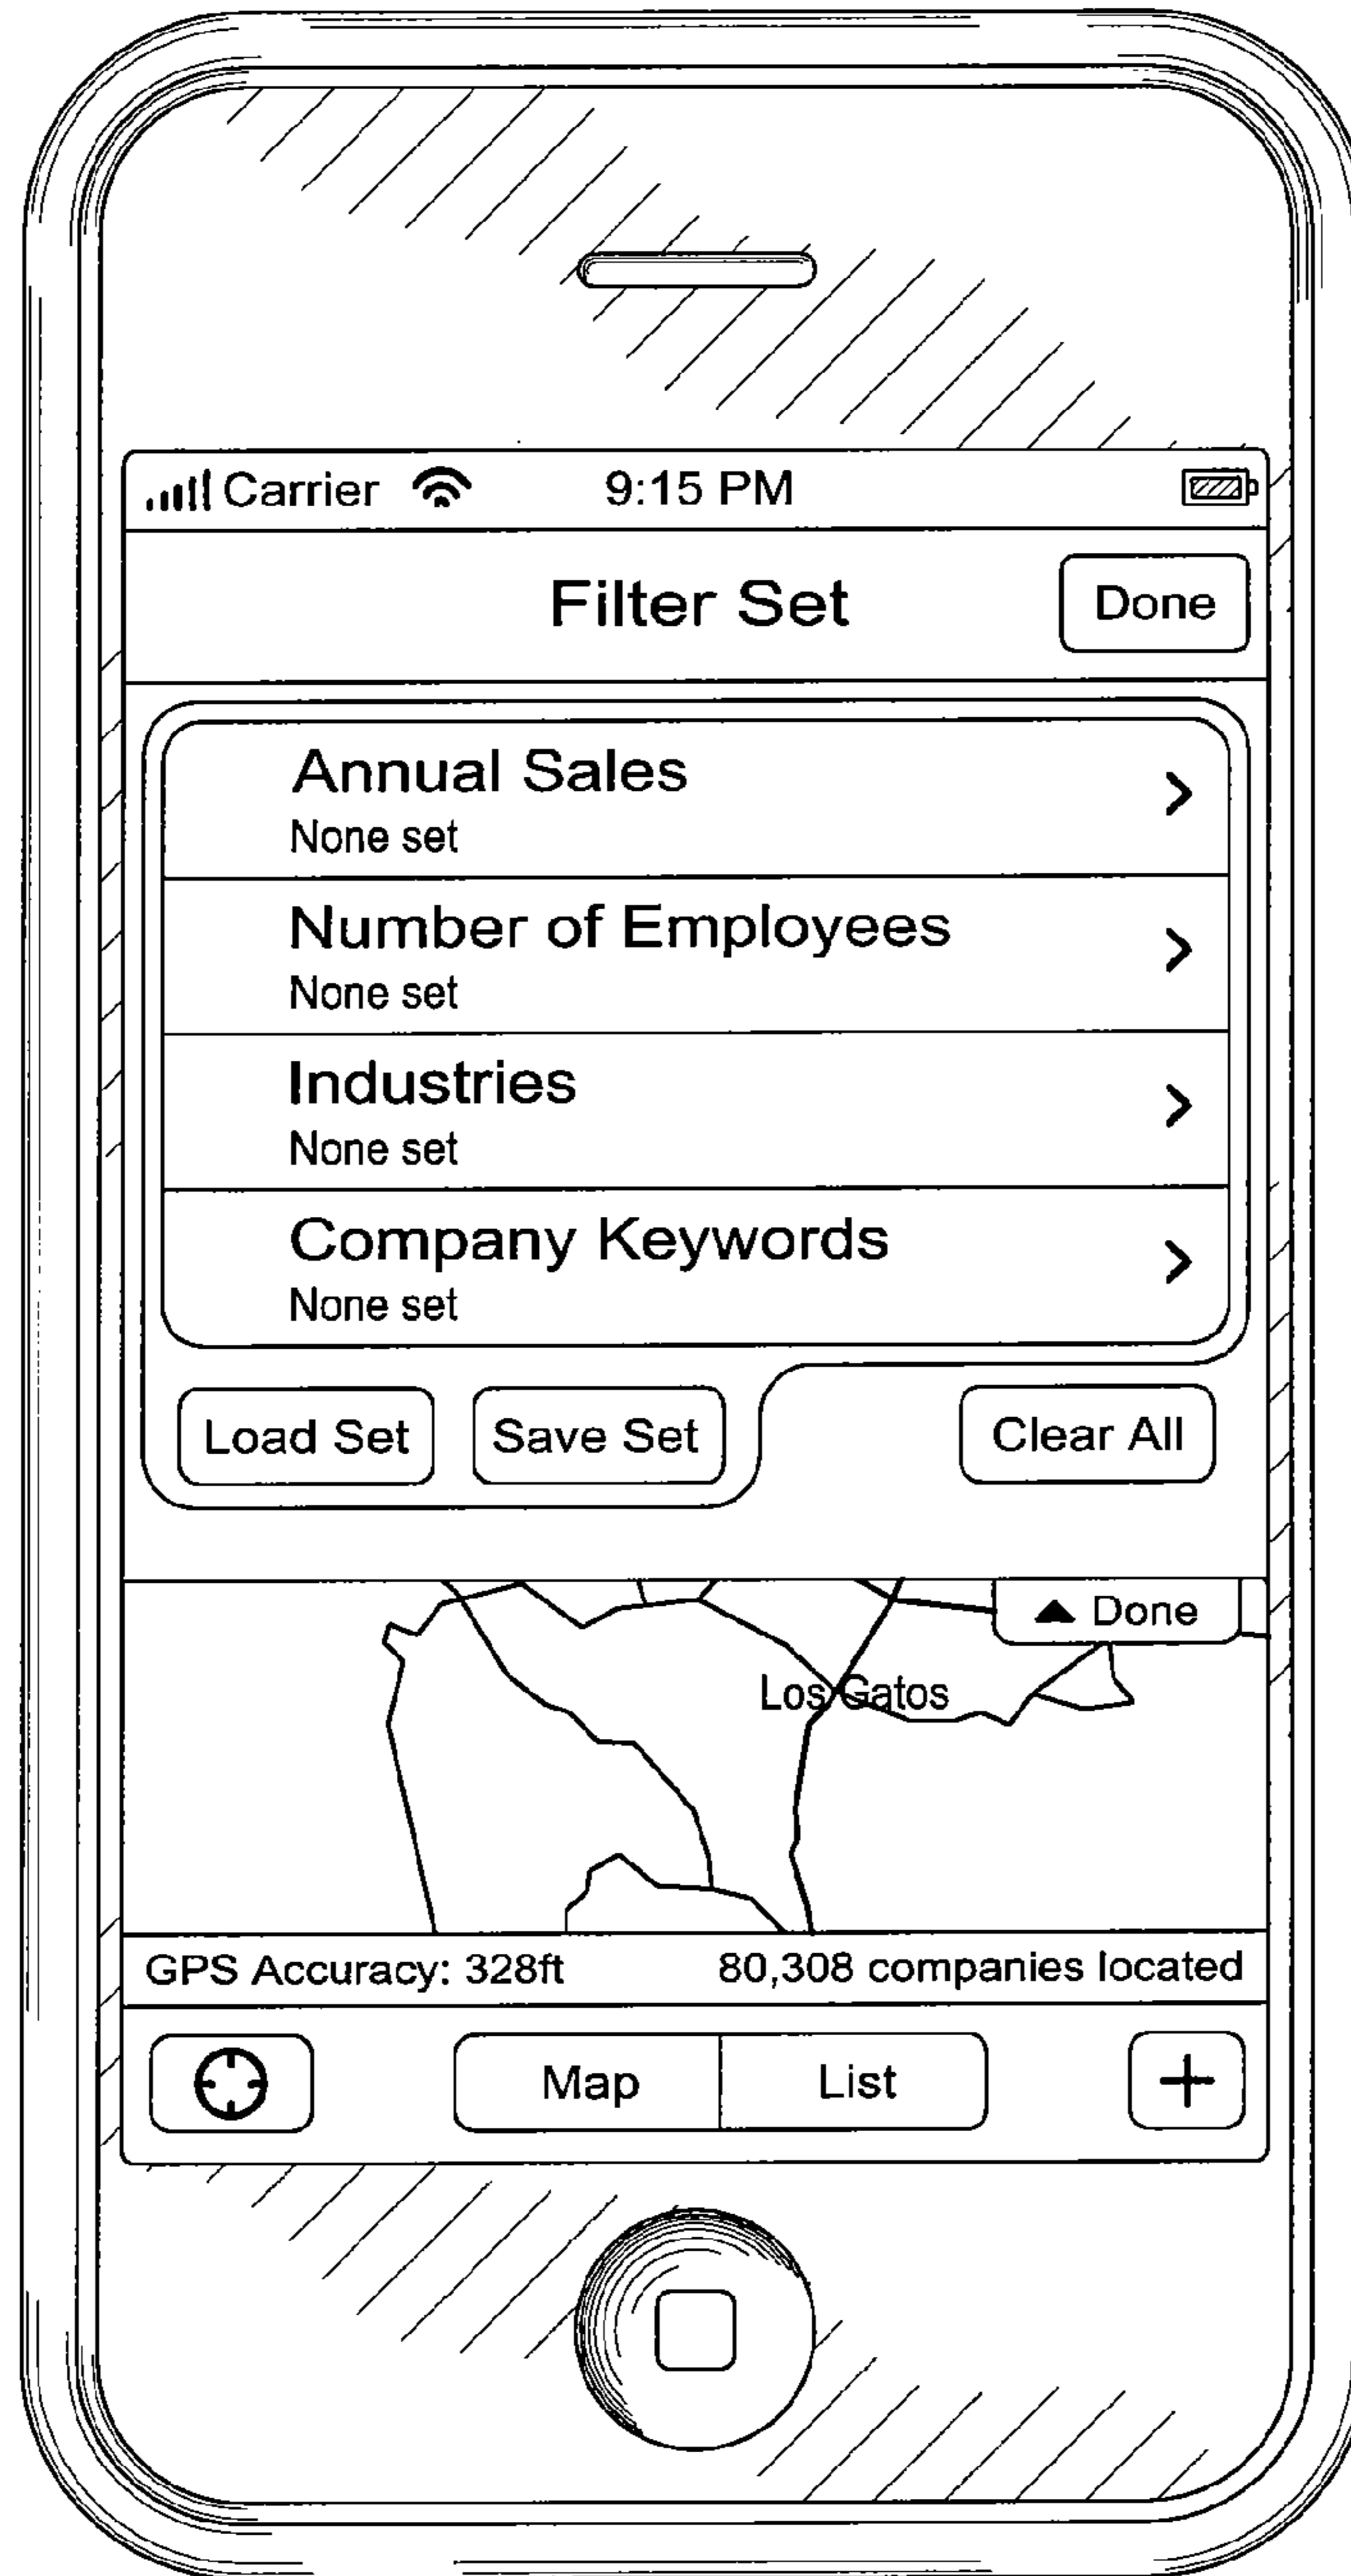 Carrier 9:15 PM
Filter Set Done
Annual Sales
None set
Number of Employees
None set
Industries
None set
Company Keywords
None set
Load Set Save Set Clear All
Done
Los Gatos
GPS Accuracy: 328ft 80,308 companies located
Map List